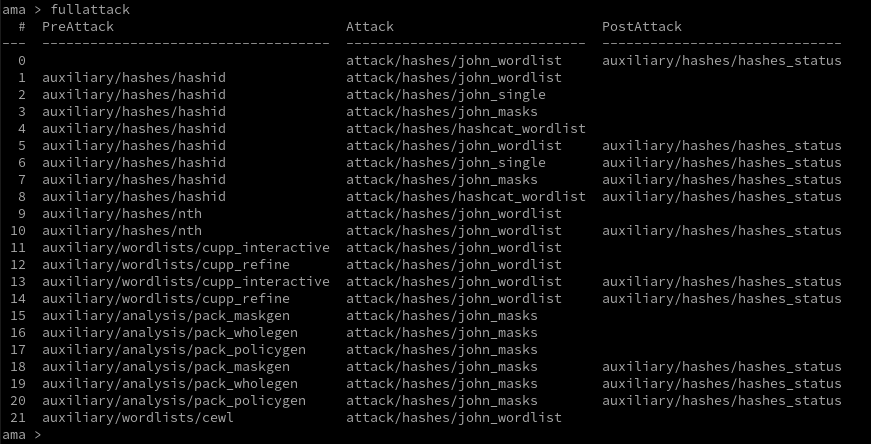 ama > fullattack
  #  PreAttack                            Attack                          PostAttack
---  -----------------------------------  ------------------------------  -----------------------------
  0                                       attack/hashes/john_wordlist     auxiliary/hashes/hashes_status
  1  auxiliary/hashes/hashid              attack/hashes/john_wordlist
  2  auxiliary/hashes/hashid              attack/hashes/john_single
  3  auxiliary/hashes/hashid              attack/hashes/john_masks
  4  auxiliary/hashes/hashid              attack/hashes/hashcat_wordlist
  5  auxiliary/hashes/hashid              attack/hashes/john_wordlist     auxiliary/hashes/hashes_status
  6  auxiliary/hashes/hashid              attack/hashes/john_single       auxiliary/hashes/hashes_status
  7  auxiliary/hashes/hashid              attack/hashes/john_masks        auxiliary/hashes/hashes_status
  8  auxiliary/hashes/hashid              attack/hashes/hashcat_wordlist  auxiliary/hashes/hashes_status
  9  auxiliary/hashes/nth                 attack/hashes/john_wordlist
 10  auxiliary/hashes/nth                 attack/hashes/john_wordlist     auxiliary/hashes/hashes_status
 11  auxiliary/wordlists/cupp_interactive  attack/hashes/john_wordlist
 12  auxiliary/wordlists/cupp_refine      attack/hashes/john_wordlist
 13  auxiliary/wordlists/cupp_interactive  attack/hashes/john_wordlist     auxiliary/hashes/hashes_status
 14  auxiliary/wordlists/cupp_refine      attack/hashes/john_wordlist     auxiliary/hashes/hashes_status
 15  auxiliary/analysis/pack_maskgen      attack/hashes/john_masks
 16  auxiliary/analysis/pack_wholegen     attack/hashes/john_masks
 17  auxiliary/analysis/pack_policygen    attack/hashes/john_masks
 18  auxiliary/analysis/pack_maskgen      attack/hashes/john_masks        auxiliary/hashes/hashes_status
 19  auxiliary/analysis/pack_wholegen     attack/hashes/john_masks        auxiliary/hashes/hashes_status
 20  auxiliary/analysis/pack_policygen    attack/hashes/john_masks        auxiliary/hashes/hashes_status
 21  auxiliary/wordlists/cewl             attack/hashes/john_wordlist
ama >